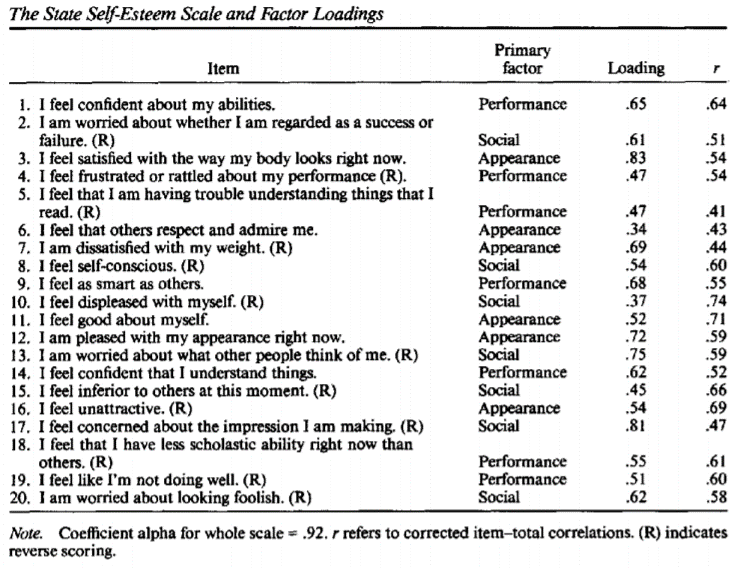 The State Self-Esteem Scale and Factor Loadings
Item Primary factor Loading r
1. I feel confident about my abilities. Performance .65 .64
2. I am worried about whether I am regarded as a success or
failure. (R) Social .61 .51
3. I feel satisfied with the way my body looks right now. Appearance .83 .54
4. I feel frustrated or rattled about my performance (R). Performance .47 .54
5. I feel that I am having trouble understanding things that I
read. (R) Performance .47 .41
6. I feel that others respect and admire me. Appearance .34 .43
7. I am dissatisfied with my weight. (R) Appearance .69 .44
8. I feel self-conscious. (R) Social .54 .60
9. I feel as smart as others. Performance .68 .55
10. I feel displeased with myself. (R) Social .37 .74
11. I feel good about myself. Appearance .52 .71
12. I am pleased with my appearance right now. Appearance .72 .59
13. I am worried about what other people think of me. (R) Social .75 .59
14. I feel confident that I understand things. Performance .62 .52
15. I feel inferior to others at this moment. (R) Social .45 .66
16. I feel unattractive. (R) Appearance .54 .69
17. I feel concerned about the impression I am making. (R) Social .81 .47
18. I feel that I have less scholastic ability right now than
others. (R) Performance .55 .61
19. I feel like I'm not doing well. (R) Performance .51 .60
20. I am worried about looking foolish. (R) Social .62 .58
Note. Coefficient alpha for whole scale = .92. r refers to corrected item–total correlations. (R) indicates
reverse scoring.